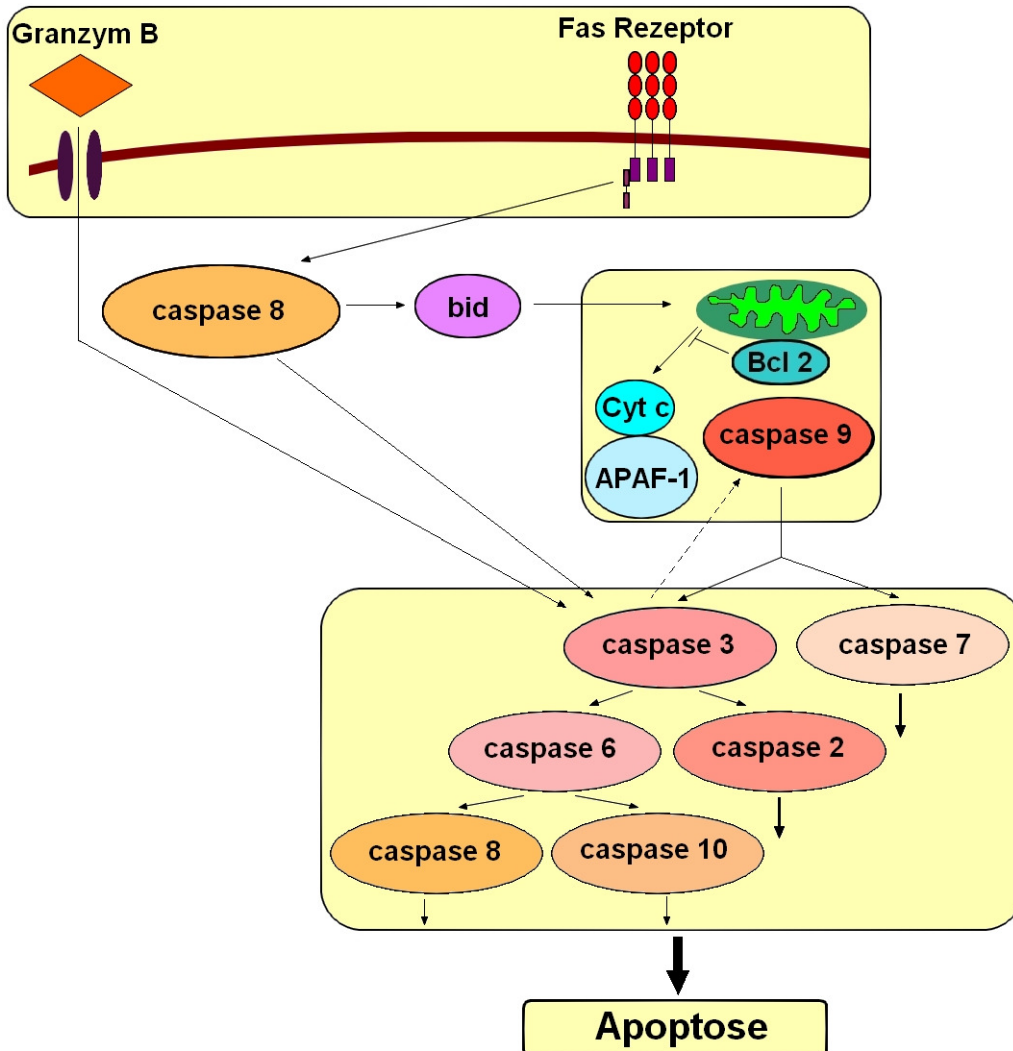 Granzym B
Fas Rezeptor
caspase 8
bid
Bcl 2
Cyt c
caspase 9
APAF-1
caspase 3
caspase 7
caspase 6
caspase 2
caspase 8
caspase 10
Apoptose